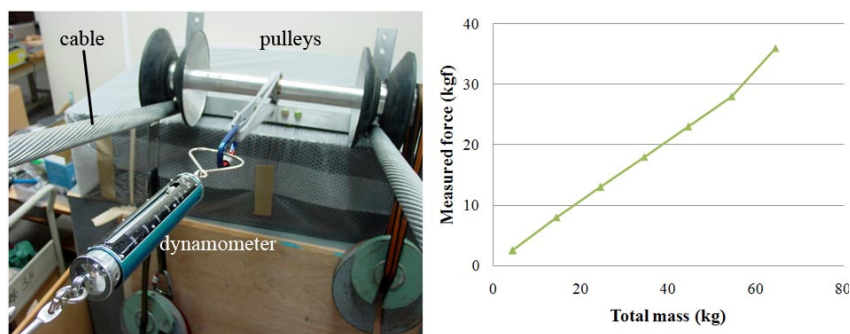 cable
pulleys
dynamometer
Measured force (kgf)
40
30
20
10
0
0 20 40 60 80
Total mass (kg)